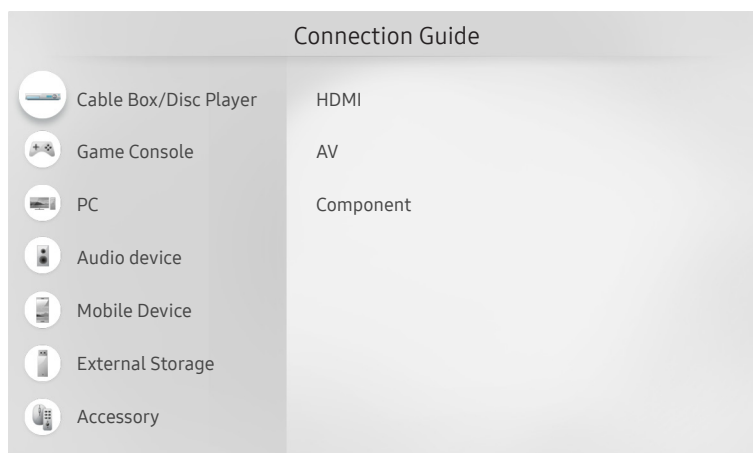 Connection Guide
Cable Box/Disc Player
Game Console
PC
Audio device
Mobile Device
External Storage
Accessory
HDMI
AV
Component